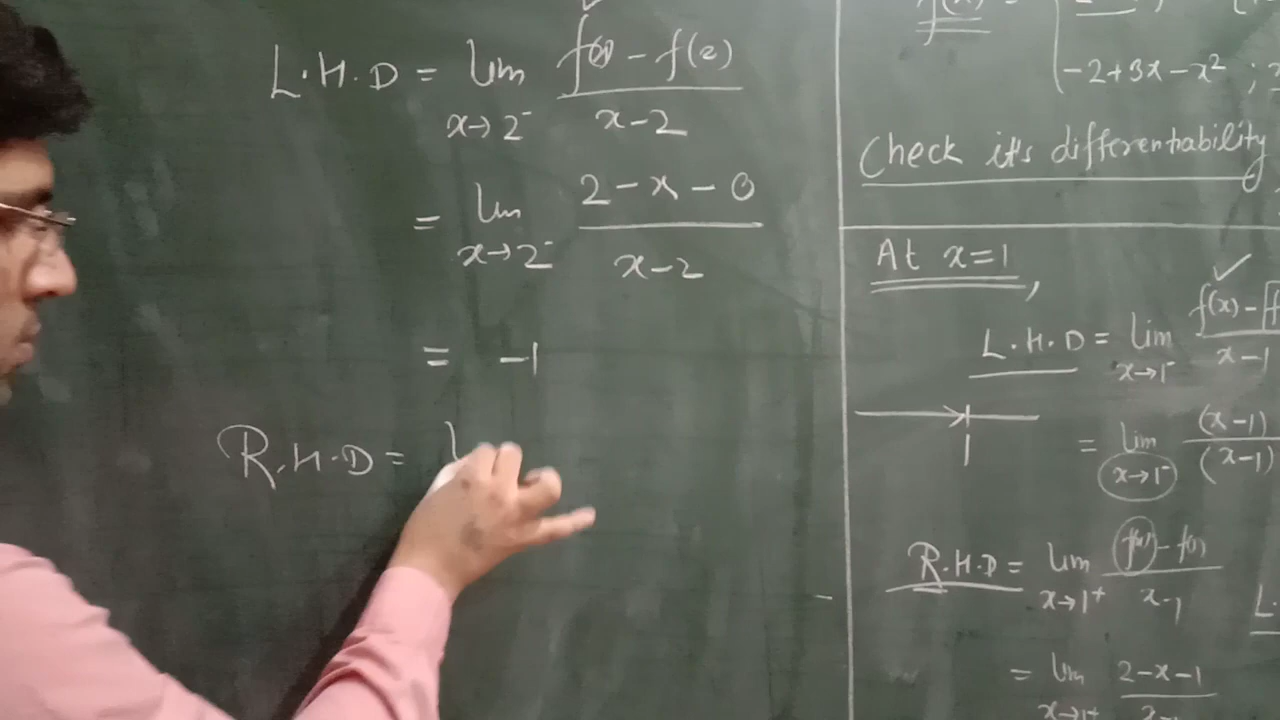 L.H.D = lim f(x) - f(2)
x→2⁻ x-2
= lim 2-x-0
x→2⁻ x-2
= -1
R.H.D =
-2+3x-x² ;
Check it's differentiability
At x=1,
L.H.D = lim f(x)-
x→1⁻ x-1
= lim (x-1)
x→1⁻ (x-1)
R.H.D = lim f(x)-f(1)
x→1⁺ x-1
= lim 2-x-1
x→1⁺